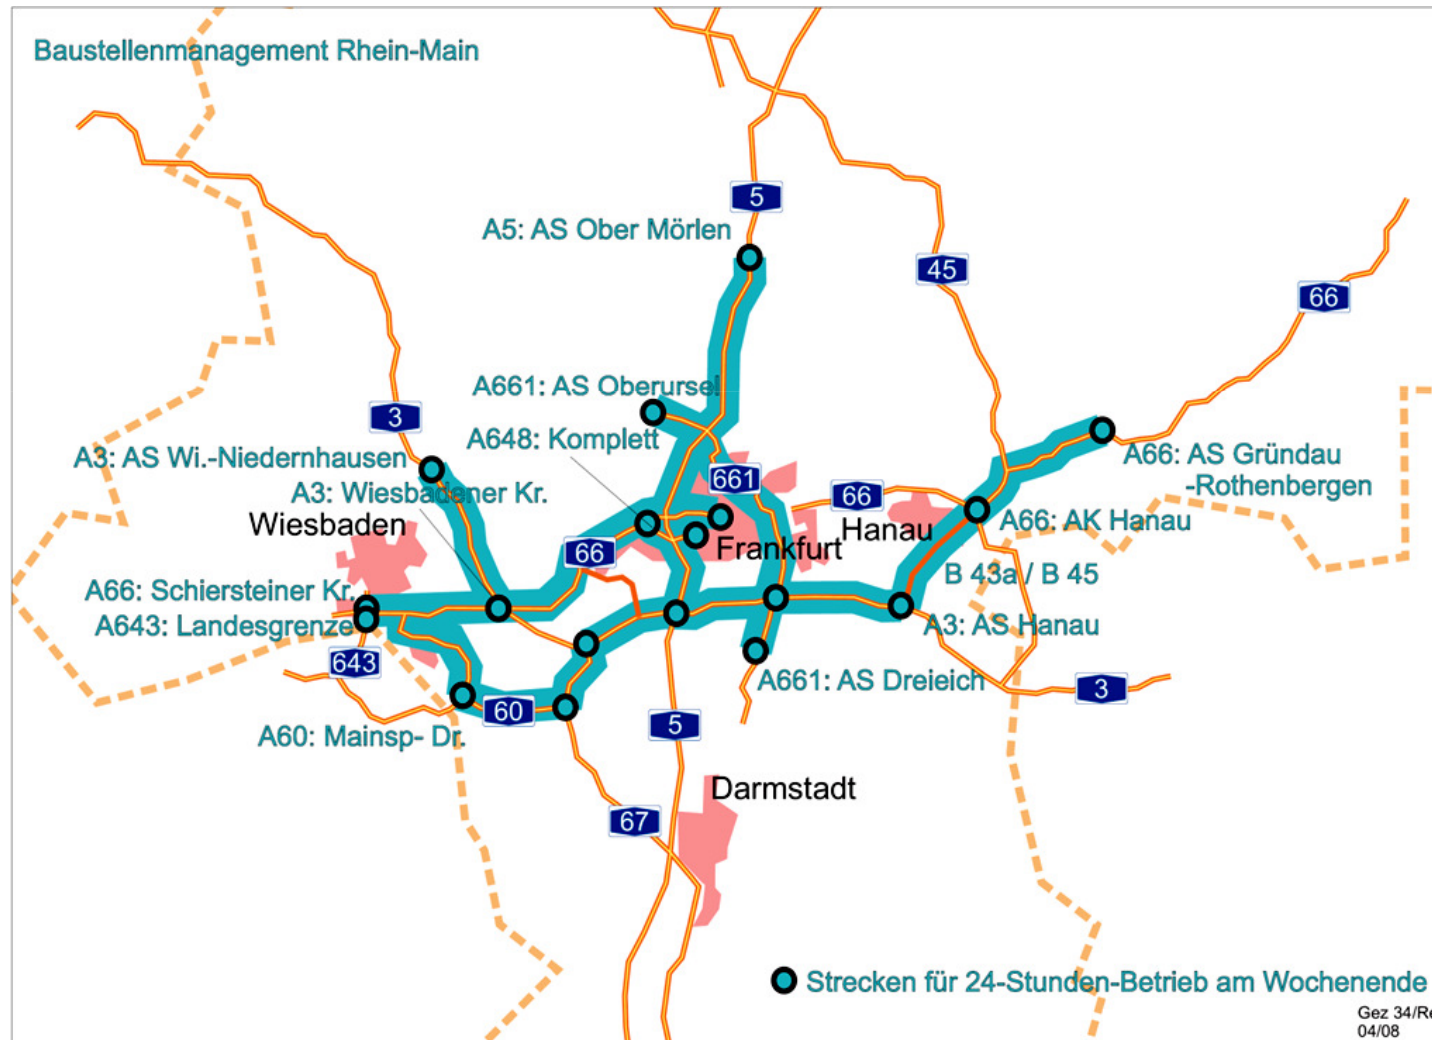 Baustellenmanagement Rhein-Main
5
A5: AS Ober Mörlen
45
66
A661: AS Oberursel
3
A648: Komplett
A3: AS Wi.-Niedernhausen
A66: AS Gründau
-Rothenbergen
661
A3: Wiesbadener Kr.
66
Wiesbaden
Hanau
A66: AK Hanau
Frankfurt
66
B 43a / B 45
A66: Schiersteiner Kr.
A643: Landesgrenze
A3: AS Hanau
643
A661: AS Dreieich
3
60
5
A60: Mainsp- Dr.
Darmstadt
67
Strecken für 24-Stunden-Betrieb am Wochenende
Gez 34/Re
04/08